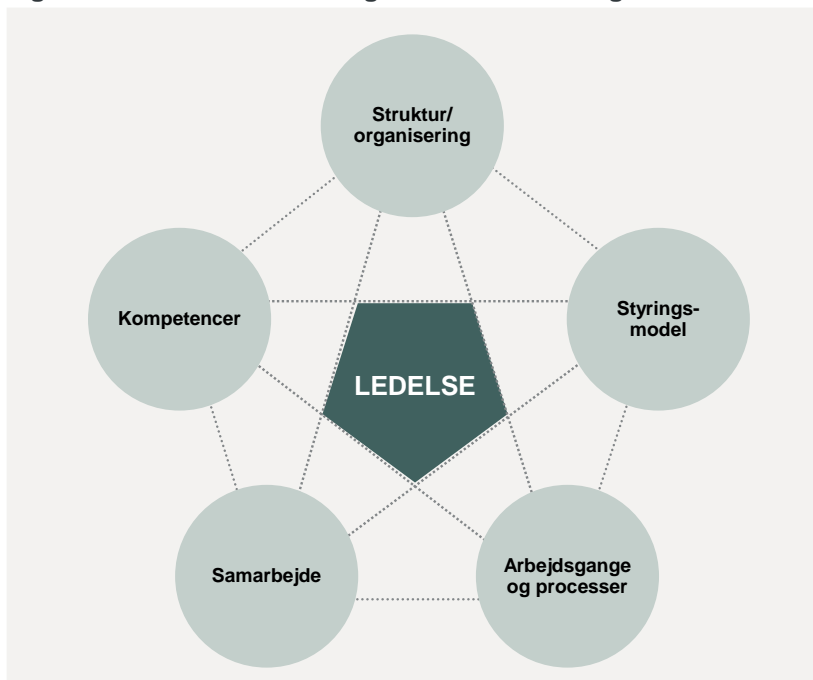 Struktur/
organisering
Kompetencer
Styrings-
model
LEDELSE
Samarbejde
Arbejdsgange
og processer